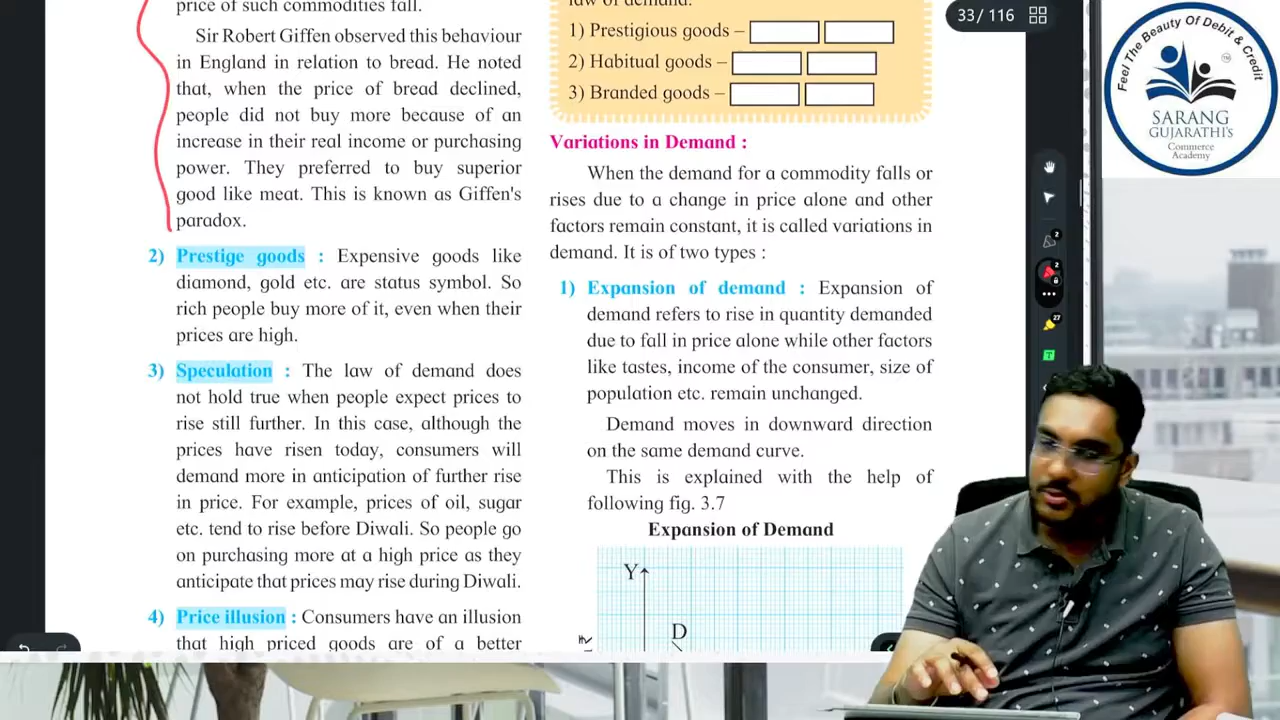 price of such commodities fall.
Sir Robert Giffen observed this behaviour
in England in relation to bread. He noted
that, when the price of bread declined,
people did not buy more because of an
increase in their real income or purchasing
power. They preferred to buy superior
good like meat. This is known as Giffen's
paradox.
2) Prestige goods : Expensive goods like
diamond, gold etc. are status symbol. So
rich people buy more of it, even when their
prices are high.
3) Speculation : The law of demand does
not hold true when people expect prices to
rise still further. In this case, although the
prices have risen today, consumers will
demand more in anticipation of further rise
in price. For example, prices of oil, sugar
etc. tend to rise before Diwali. So people go
on purchasing more at a high price as they
anticipate that prices may rise during Diwali.
4) Price illusion : Consumers have an illusion
that high priced goods are of a better
law of demand.
1) Prestigious goods –
2) Habitual goods –
3) Branded goods –
Variations in Demand :
When the demand for a commodity falls or
rises due to a change in price alone and other
factors remain constant, it is called variations in
demand. It is of two types :
1) Expansion of demand : Expansion of
demand refers to rise in quantity demanded
due to fall in price alone while other factors
like tastes, income of the consumer, size of
population etc. remain unchanged.
Demand moves in downward direction
on the same demand curve.
This is explained with the help of
following fig. 3.7
Expansion of Demand
Y
D
33 / 116
2
2
27
T
Feel The Beauty Of Debit & Credit
TM
SARANG
GUJARATHI'S
Commerce
Academy